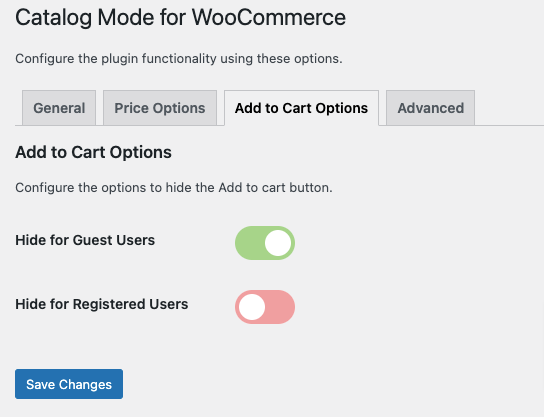 Catalog Mode for WooCommerce
Configure the plugin functionality using these options.
General Price Options Add to Cart Options Advanced
Add to Cart Options
Configure the options to hide the Add to cart button.
Hide for Guest Users
Hide for Registered Users
Save Changes